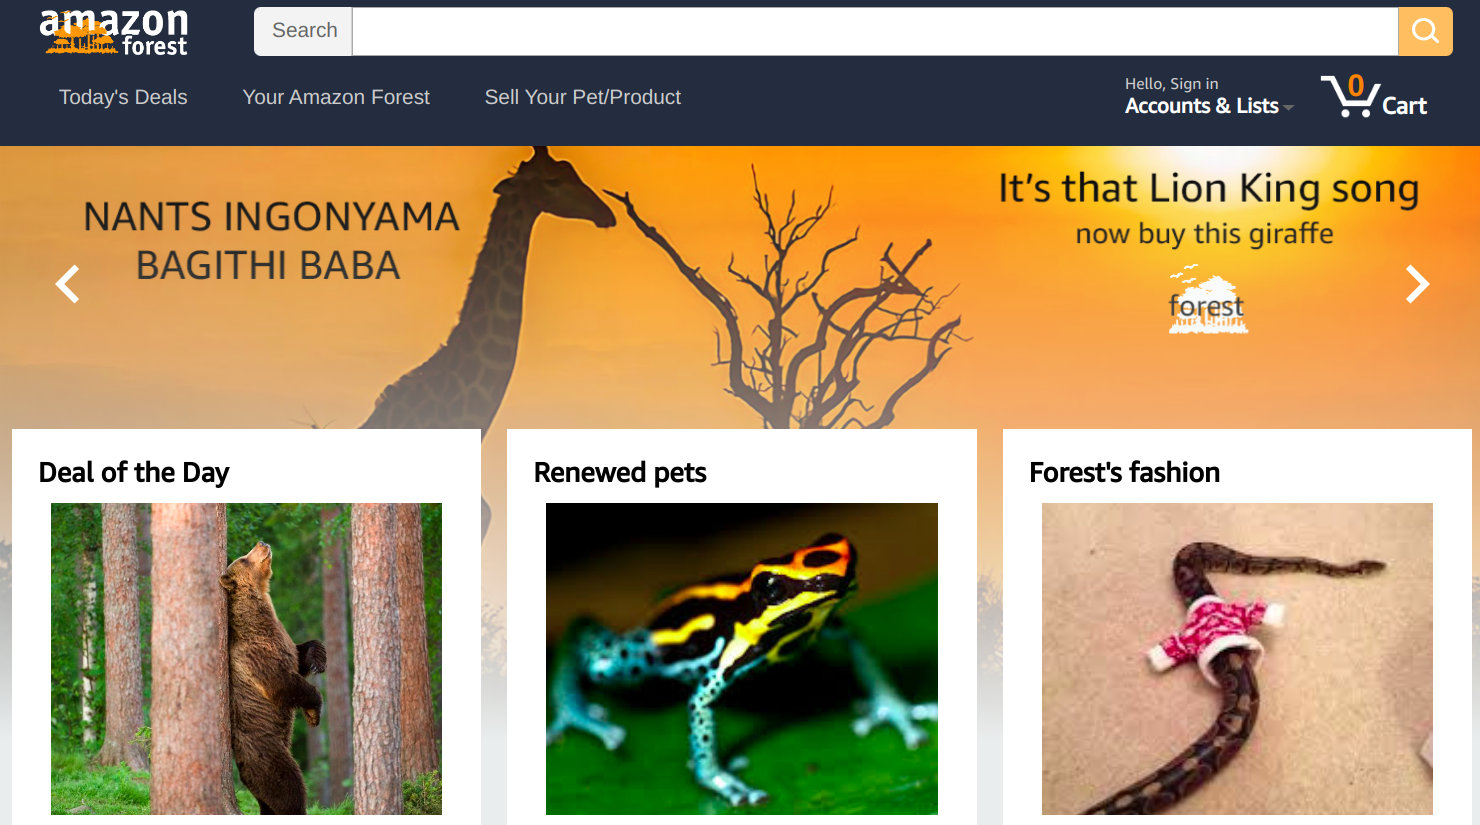 amazon
forest
Search
Today's Deals
Your Amazon Forest
Sell Your Pet/Product
Hello, Sign in
Accounts & Lists
0
Cart
NANTS INGONYAMA
BAGITHI BABA
It's that Lion King song
now buy this giraffe
forest
Deal of the Day
Renewed pets
Forest's fashion